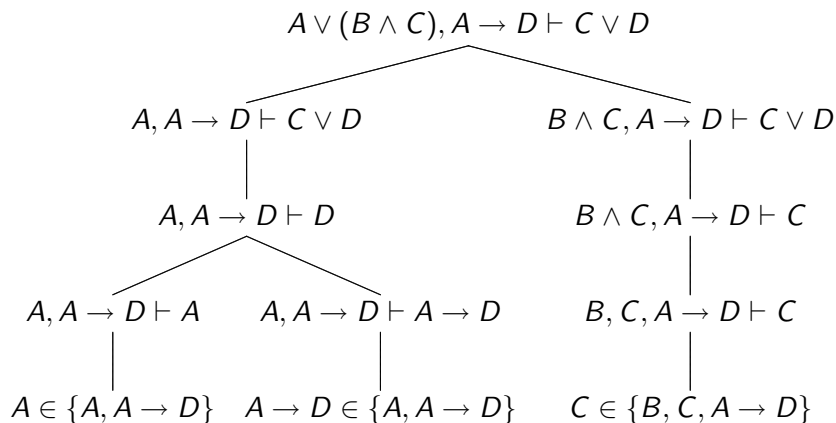 A ∨ (B ∧ C), A → D ⊢ C ∨ D
A, A → D ⊢ C ∨ D B ∧ C, A → D ⊢ C ∨ D
A, A → D ⊢ D B ∧ C, A → D ⊢ C
A, A → D ⊢ A A, A → D ⊢ A → D B, C, A → D ⊢ C
A ∈ {A, A → D} A → D ∈ {A, A → D} C ∈ {B, C, A → D}